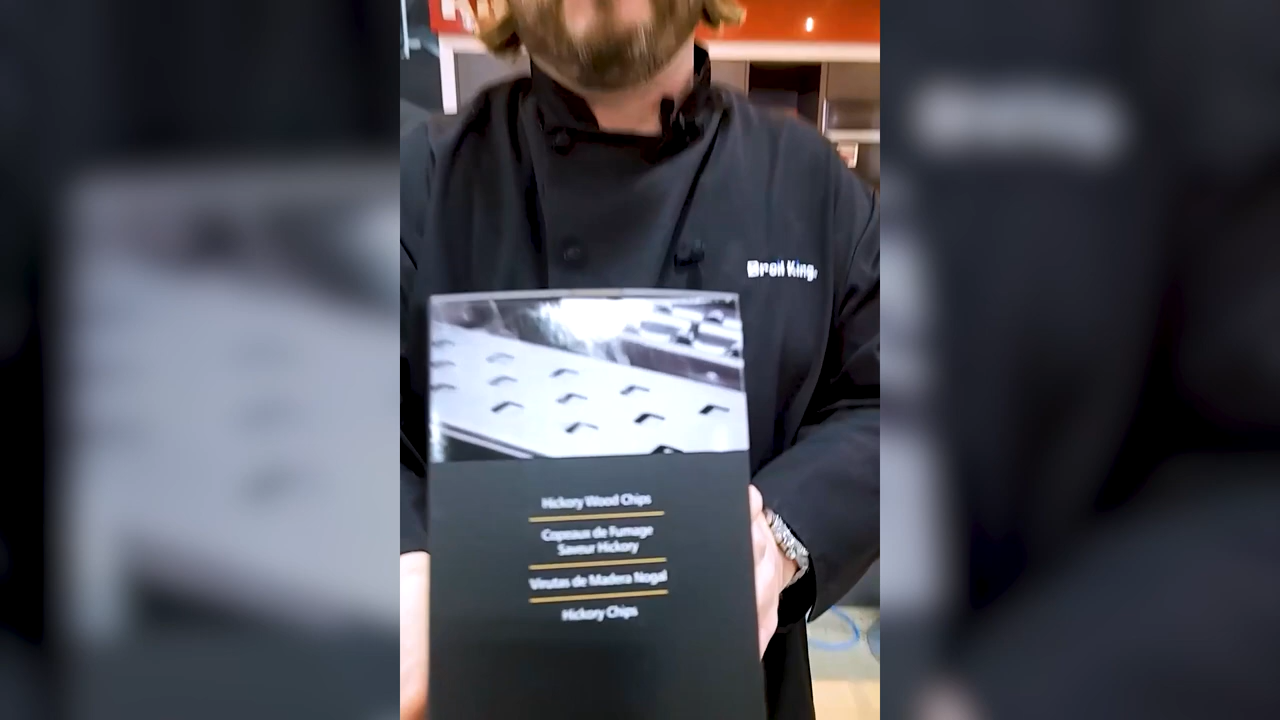 Broil King.
Hickory Wood Chips
Copeaux de Fumage
Saveur Hickory
Virutas de Madera Nogal
Hickory Chips